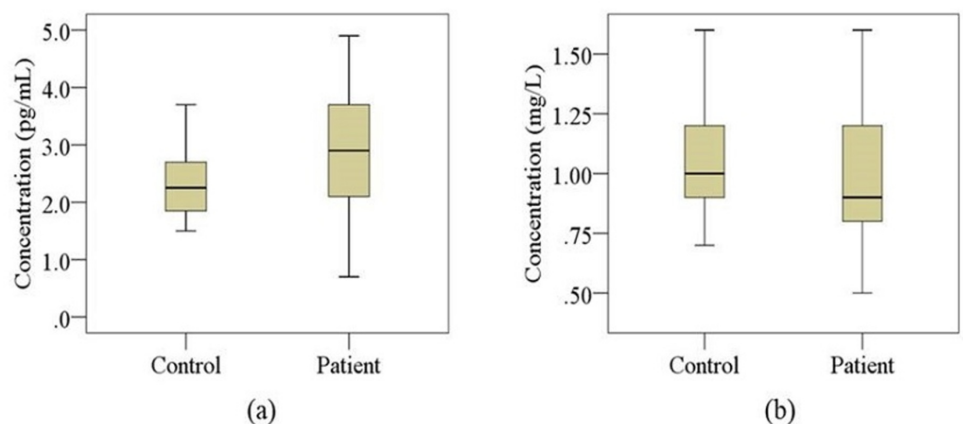 Concentration (pg/mL)
5.0
4.0
3.0
2.0
1.0
.0
Control Patient
(a)
Concentration (mg/L)
1.50
1.25
1.00
.75
.50
Control Patient
(b)